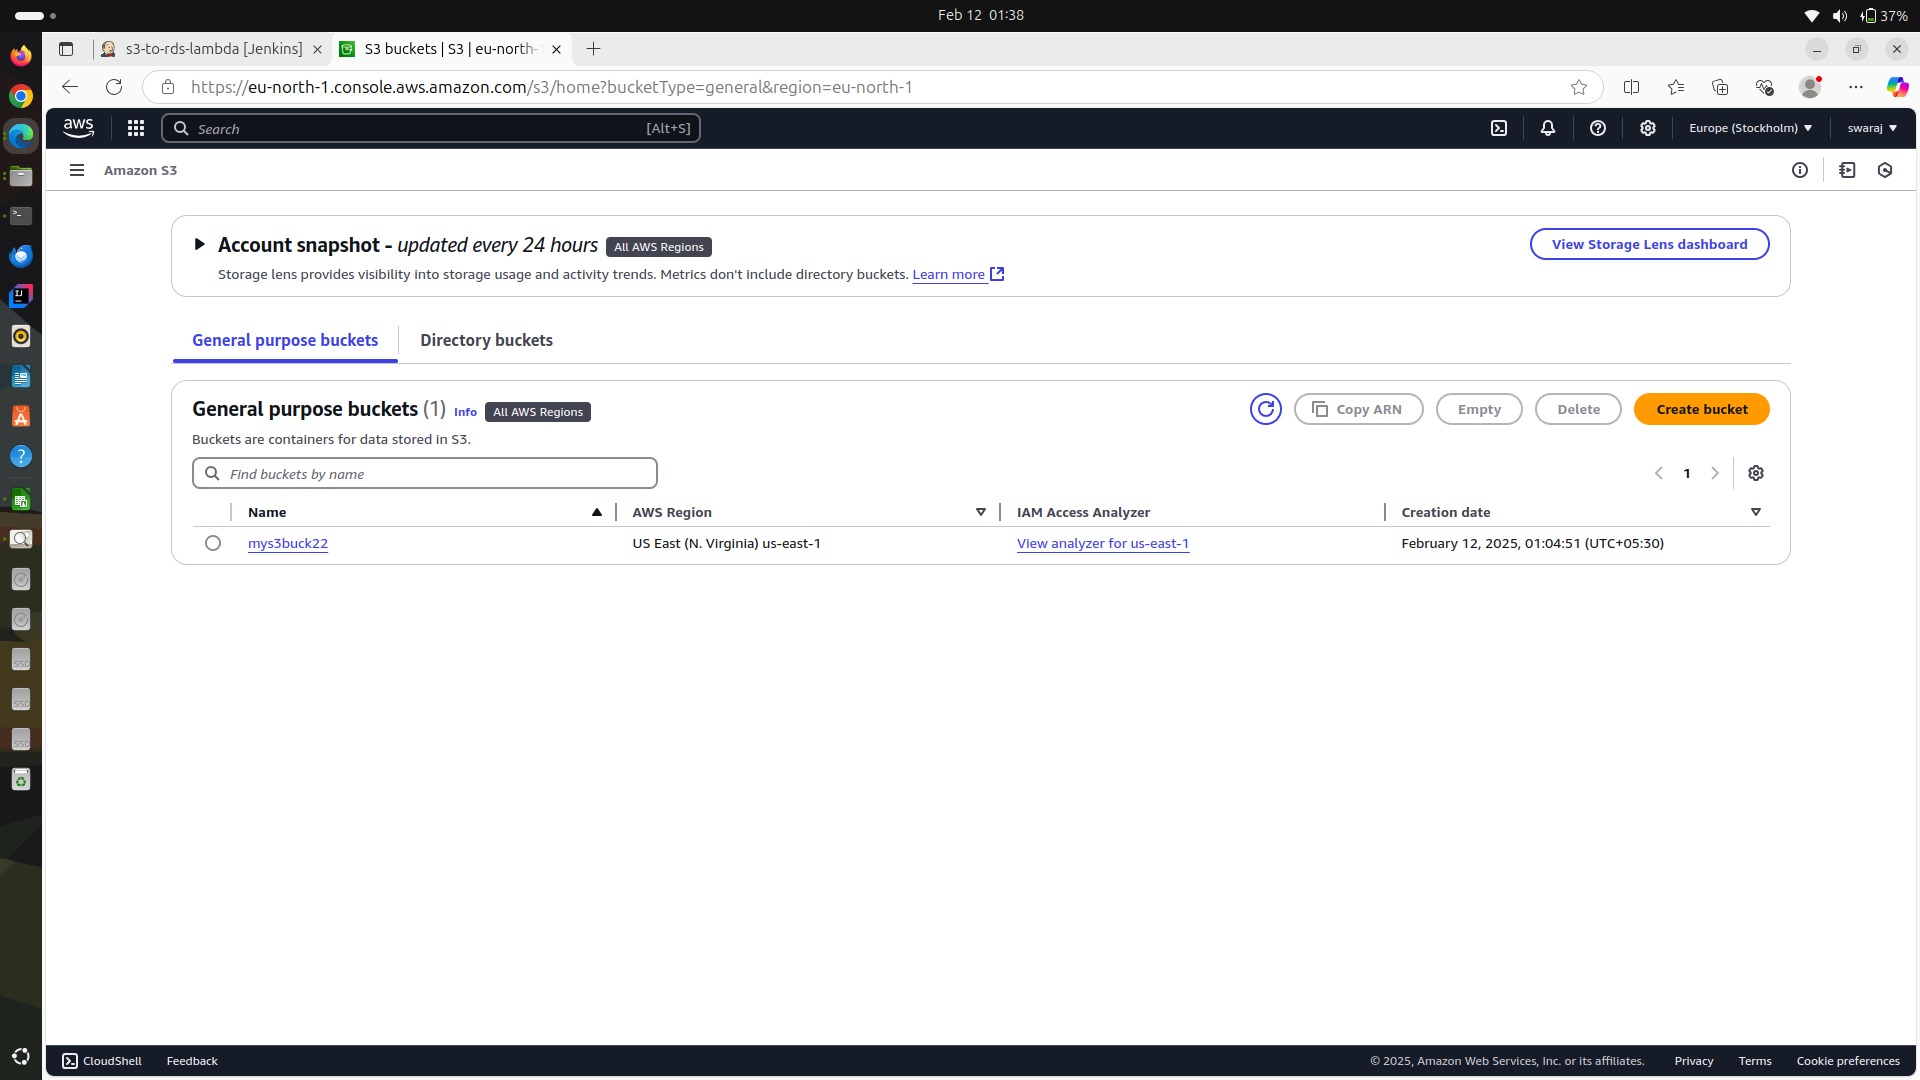 Feb 12 01:38
37%
s3-to-rds-lambda [Jenkins]
S3 buckets | S3 | eu-north-
https://eu-north-1.console.aws.amazon.com/s3/home?bucketType=general&region=eu-north-1
aws
Search
[Alt+S]
Europe (Stockholm)
swaraj
Amazon S3
Account snapshot - updated every 24 hours
All AWS Regions
View Storage Lens dashboard
Storage lens provides visibility into storage usage and activity trends. Metrics don't include directory buckets. Learn more
General purpose buckets
Directory buckets
General purpose buckets (1)
Info
All AWS Regions
Copy ARN
Empty
Delete
Create bucket
Buckets are containers for data stored in S3.
Find buckets by name
1
Name
AWS Region
IAM Access Analyzer
Creation date
mys3buck22
US East (N. Virginia) us-east-1
View analyzer for us-east-1
February 12, 2025, 01:04:51 (UTC+05:30)
SSD
SSD
SSD
CloudShell
Feedback
© 2025, Amazon Web Services, Inc. or its affiliates.
Privacy
Terms
Cookie preferences